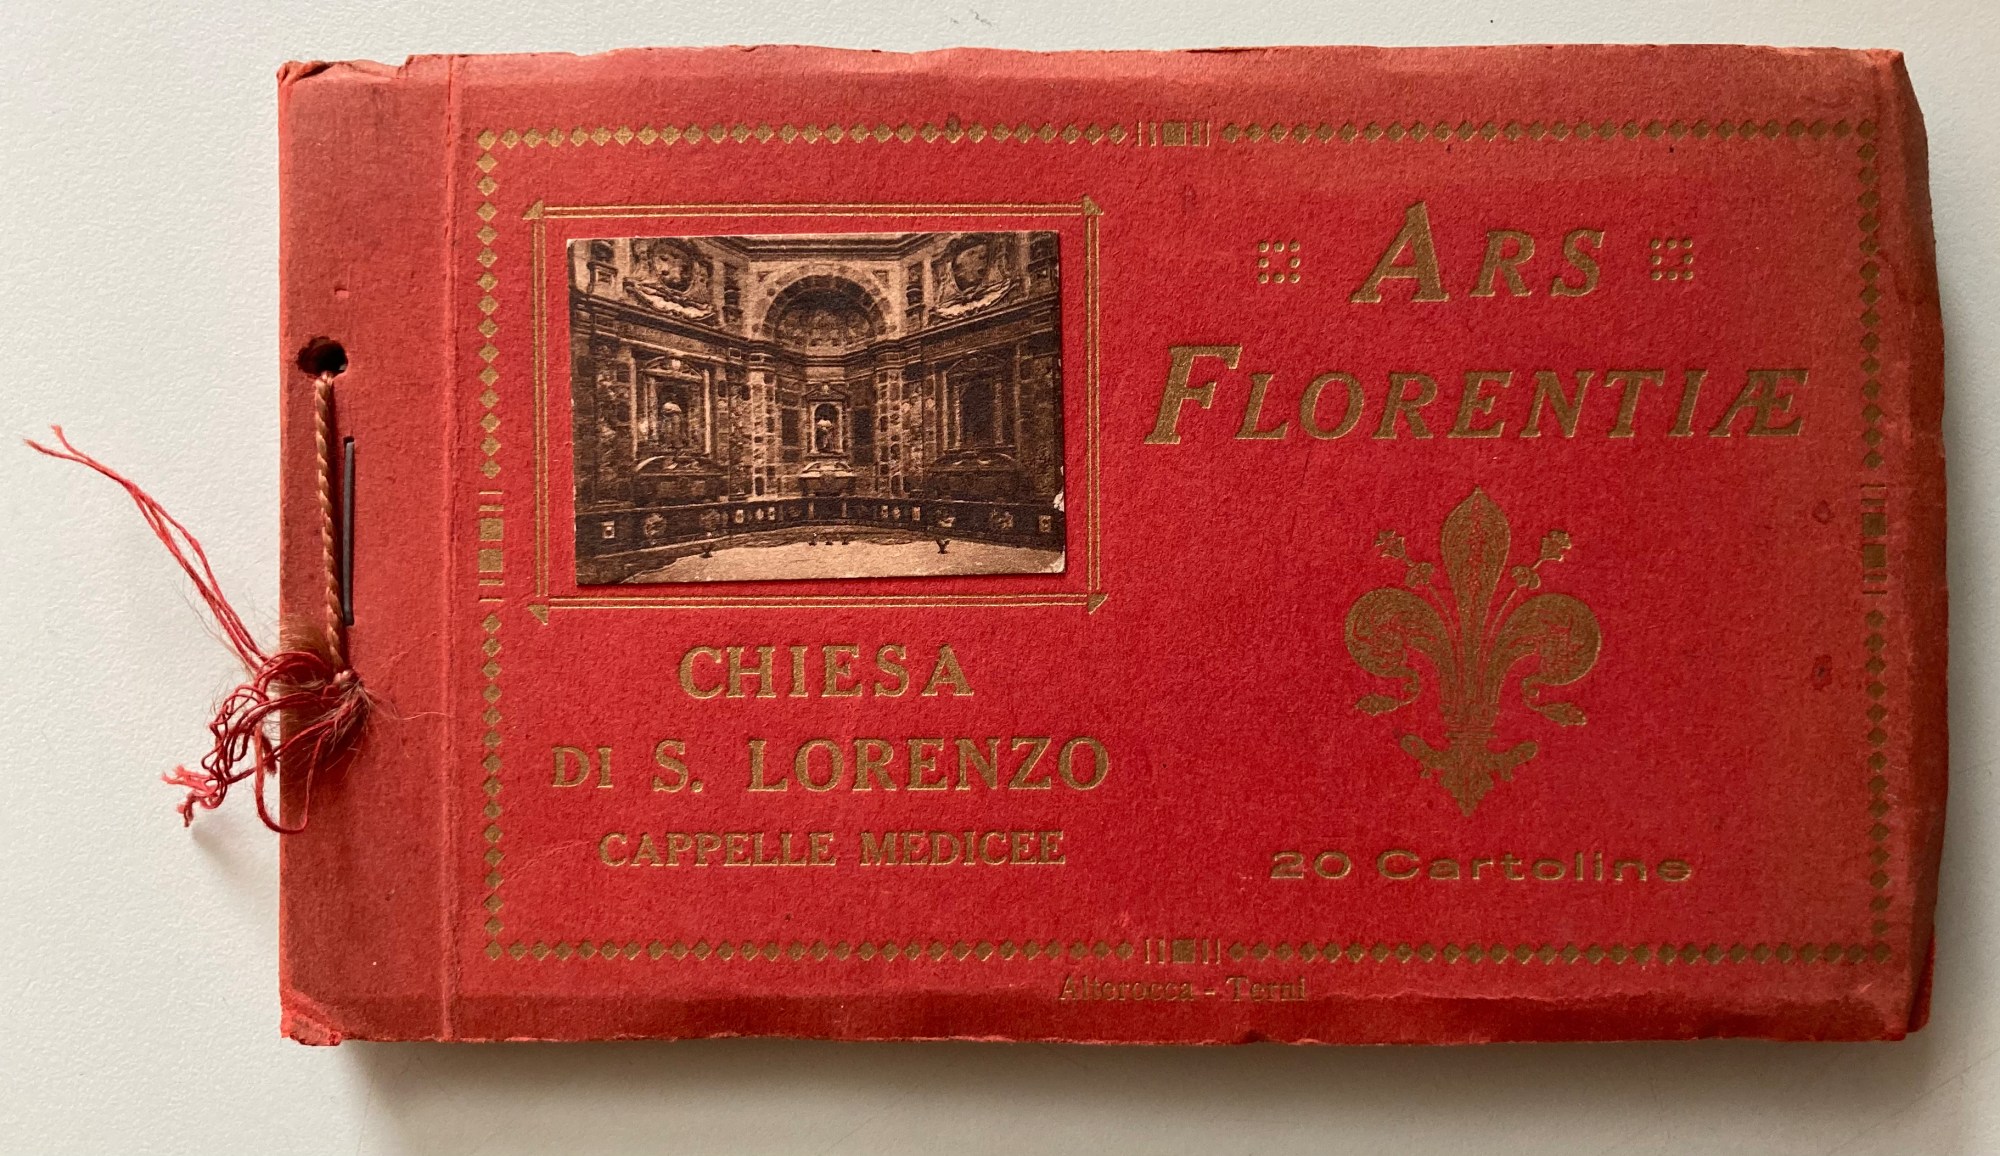 ARS
FLORENTIÆ
CHIESA
DI S. LORENZO
CAPPELLE MEDICEE
20 Cartoline
Alterocca - Terni